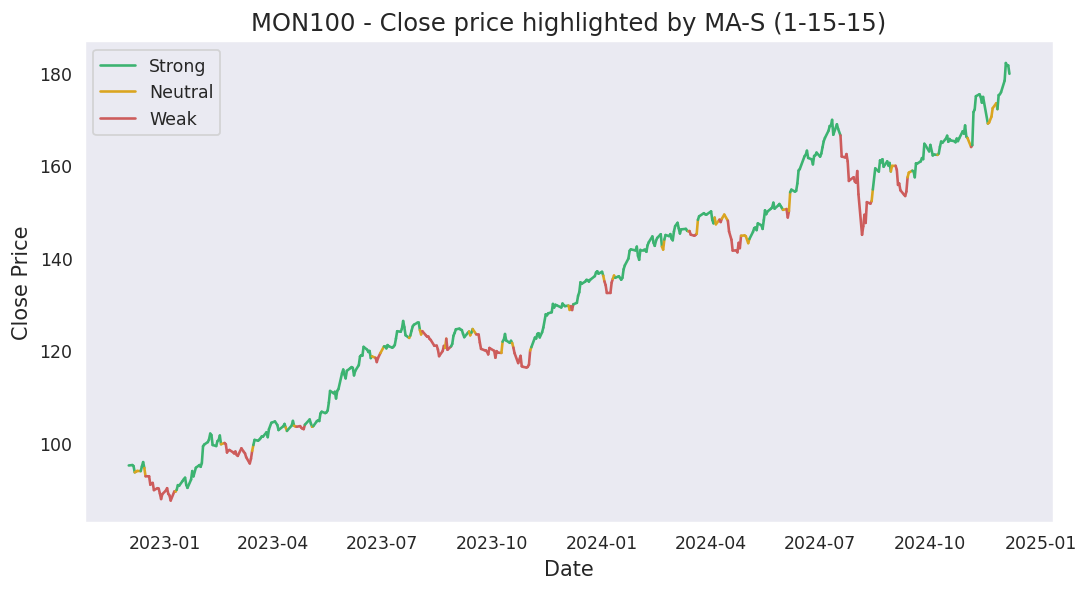 MON100 - Close price highlighted by MA-S (1-15-15)
Strong
Neutral
Weak
180
160
140
120
100
Close Price
2023-01 2023-04 2023-07 2023-10 2024-01 2024-04 2024-07 2024-10 2025-01
Date